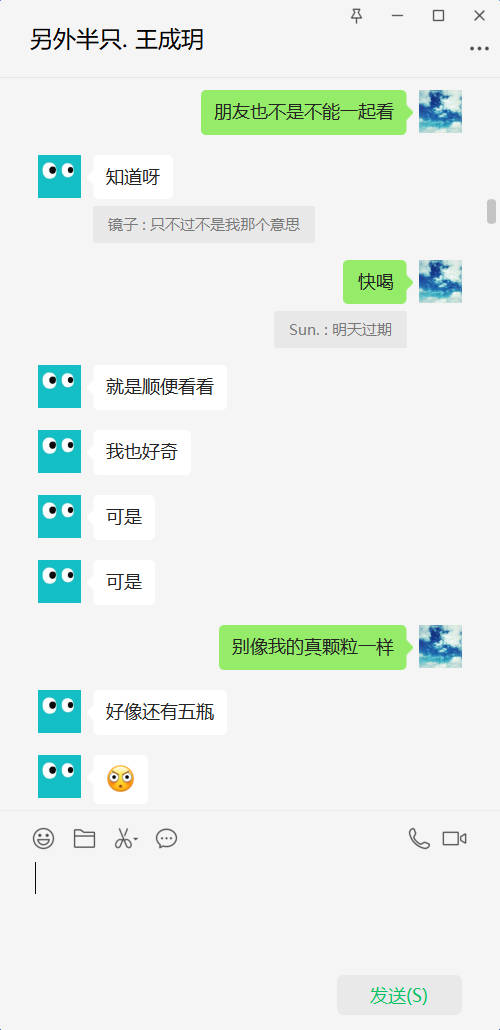 另外半只. 王成玥
朋友也不是不能一起看
知道呀
镜子 : 只不过不是我那个意思
快喝
Sun. : 明天过期
就是顺便看看
我也好奇
可是
可是
别像我的真颗粒一样
好像还有五瓶
发送(S)